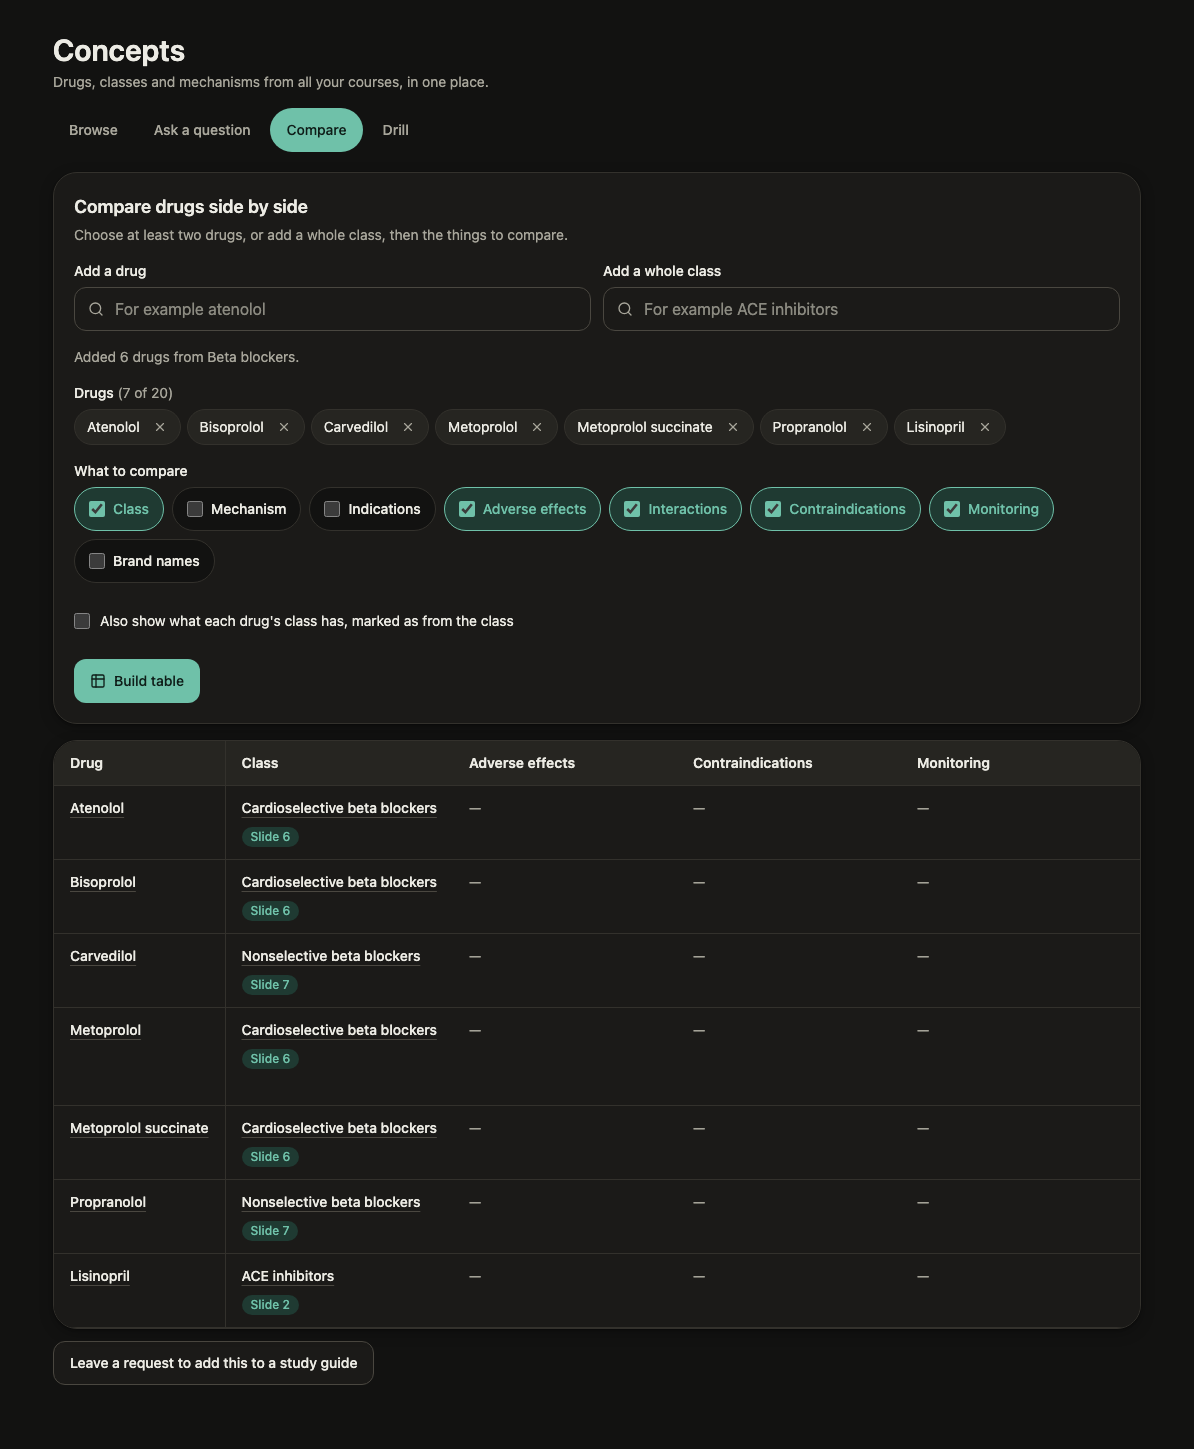 Concepts
Drugs, classes and mechanisms from all your courses, in one place.
Browse Ask a question Compare Drill
Compare drugs side by side
Choose at least two drugs, or add a whole class, then the things to compare.
Add a drug Add a whole class
For example atenolol For example ACE inhibitors
Added 6 drugs from Beta blockers.
Drugs (7 of 20)
Atenolol × Bisoprolol × Carvedilol × Metoprolol × Metoprolol succinate × Propranolol × Lisinopril ×
What to compare
Class Mechanism Indications Adverse effects Interactions Contraindications Monitoring
Brand names
Also show what each drug's class has, marked as from the class
Build table
Drug Class Adverse effects Contraindications Monitoring
Atenolol Cardioselective beta blockers — — —
Slide 6
Bisoprolol Cardioselective beta blockers — — —
Slide 6
Carvedilol Nonselective beta blockers — — —
Slide 7
Metoprolol Cardioselective beta blockers — — —
Slide 6
Metoprolol succinate Cardioselective beta blockers — — —
Slide 6
Propranolol Nonselective beta blockers — — —
Slide 7
Lisinopril ACE inhibitors — — —
Slide 2
Leave a request to add this to a study guide